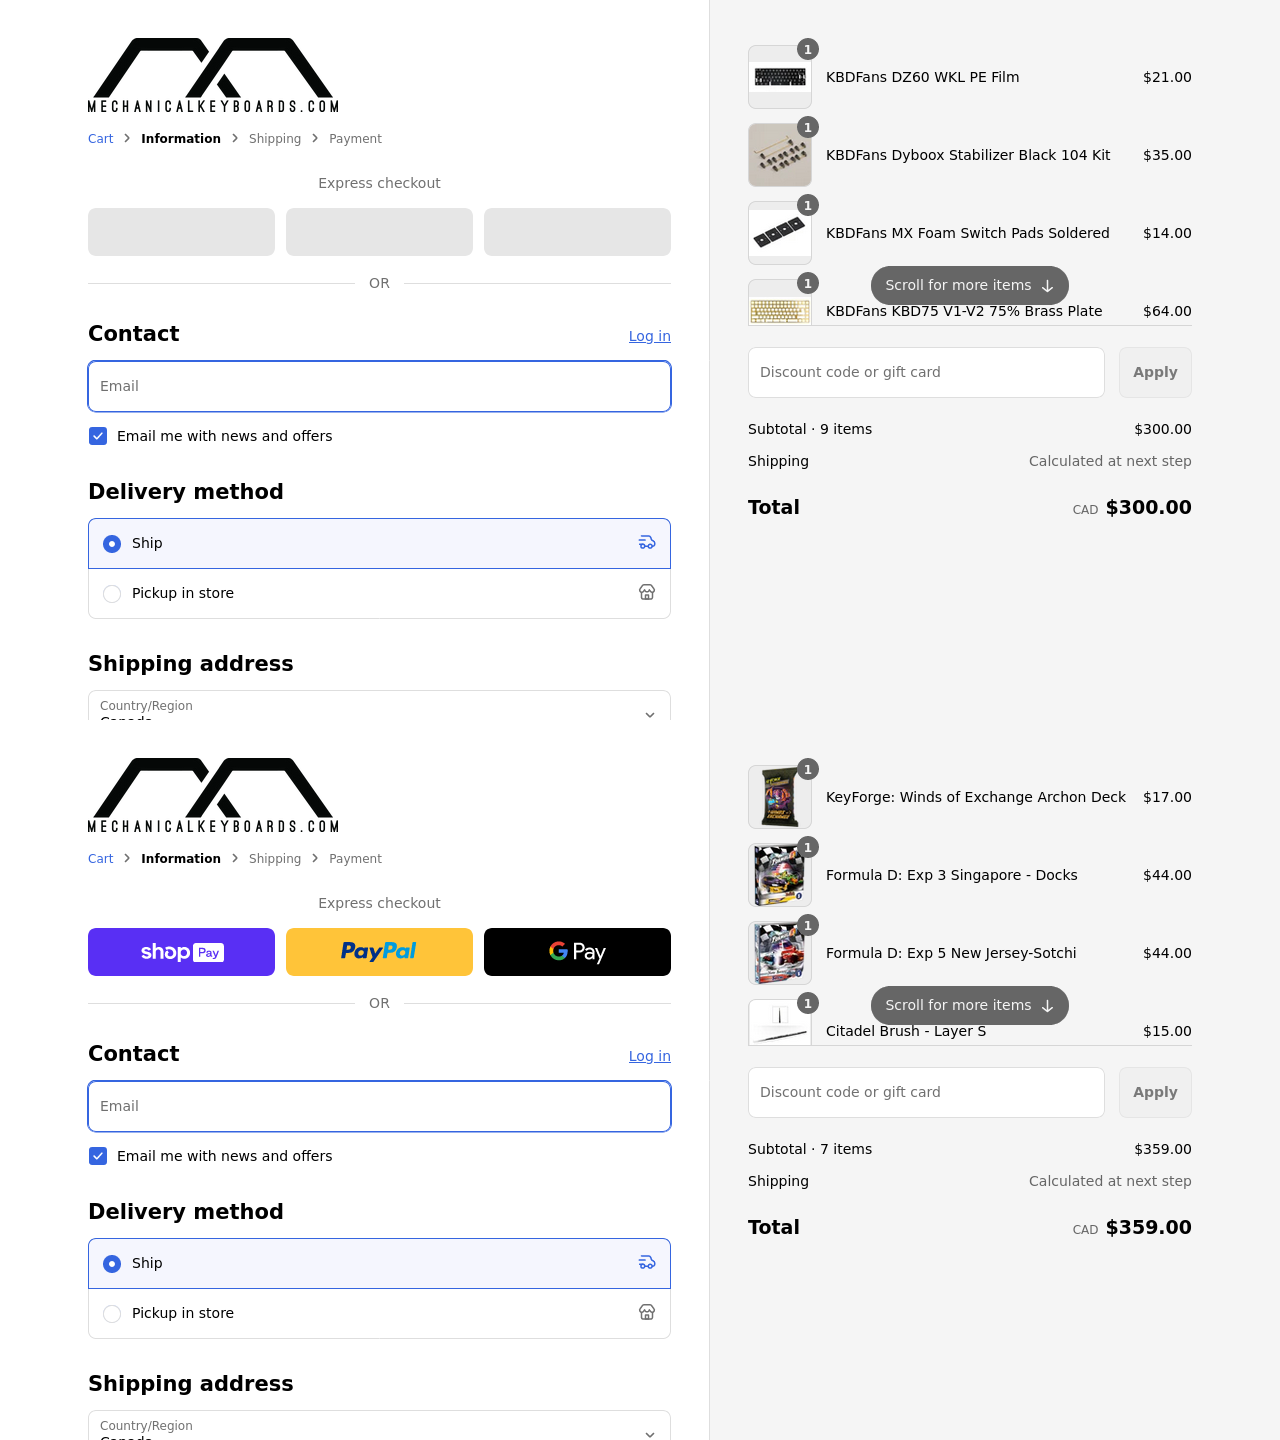 MECHANICALKEYBOARDS.COM
Cart > Information > Shipping > Payment
Express checkout
OR
Contact
Log in
Email
Email me with news and offers
Delivery method
Ship
Pickup in store
Shipping address
Country/Region
Canada
1
KBDFans DZ60 WKL PE Film $21.00
1
KBDFans Dyboox Stabilizer Black 104 Kit $35.00
1
KBDFans MX Foam Switch Pads Soldered $14.00
Scroll for more items ↓
1
KBDFans KBD75 V1-V2 75% Brass Plate $64.00
Discount code or gift card
Apply
Subtotal · 9 items $300.00
Shipping Calculated at next step
Total CAD $300.00
MECHANICALKEYBOARDS.COM
Cart > Information > Shipping > Payment
Express checkout
shop Pay
PayPal
G Pay
OR
Contact
Log in
Email
Email me with news and offers
Delivery method
Ship
Pickup in store
Shipping address
Country/Region
Canada
1
KeyForge: Winds of Exchange Archon Deck $17.00
1
Formula D: Exp 3 Singapore - Docks $44.00
1
Formula D: Exp 5 New Jersey-Sotchi $44.00
Scroll for more items ↓
1
Citadel Brush - Layer S $15.00
Discount code or gift card
Apply
Subtotal · 7 items $359.00
Shipping Calculated at next step
Total CAD $359.00